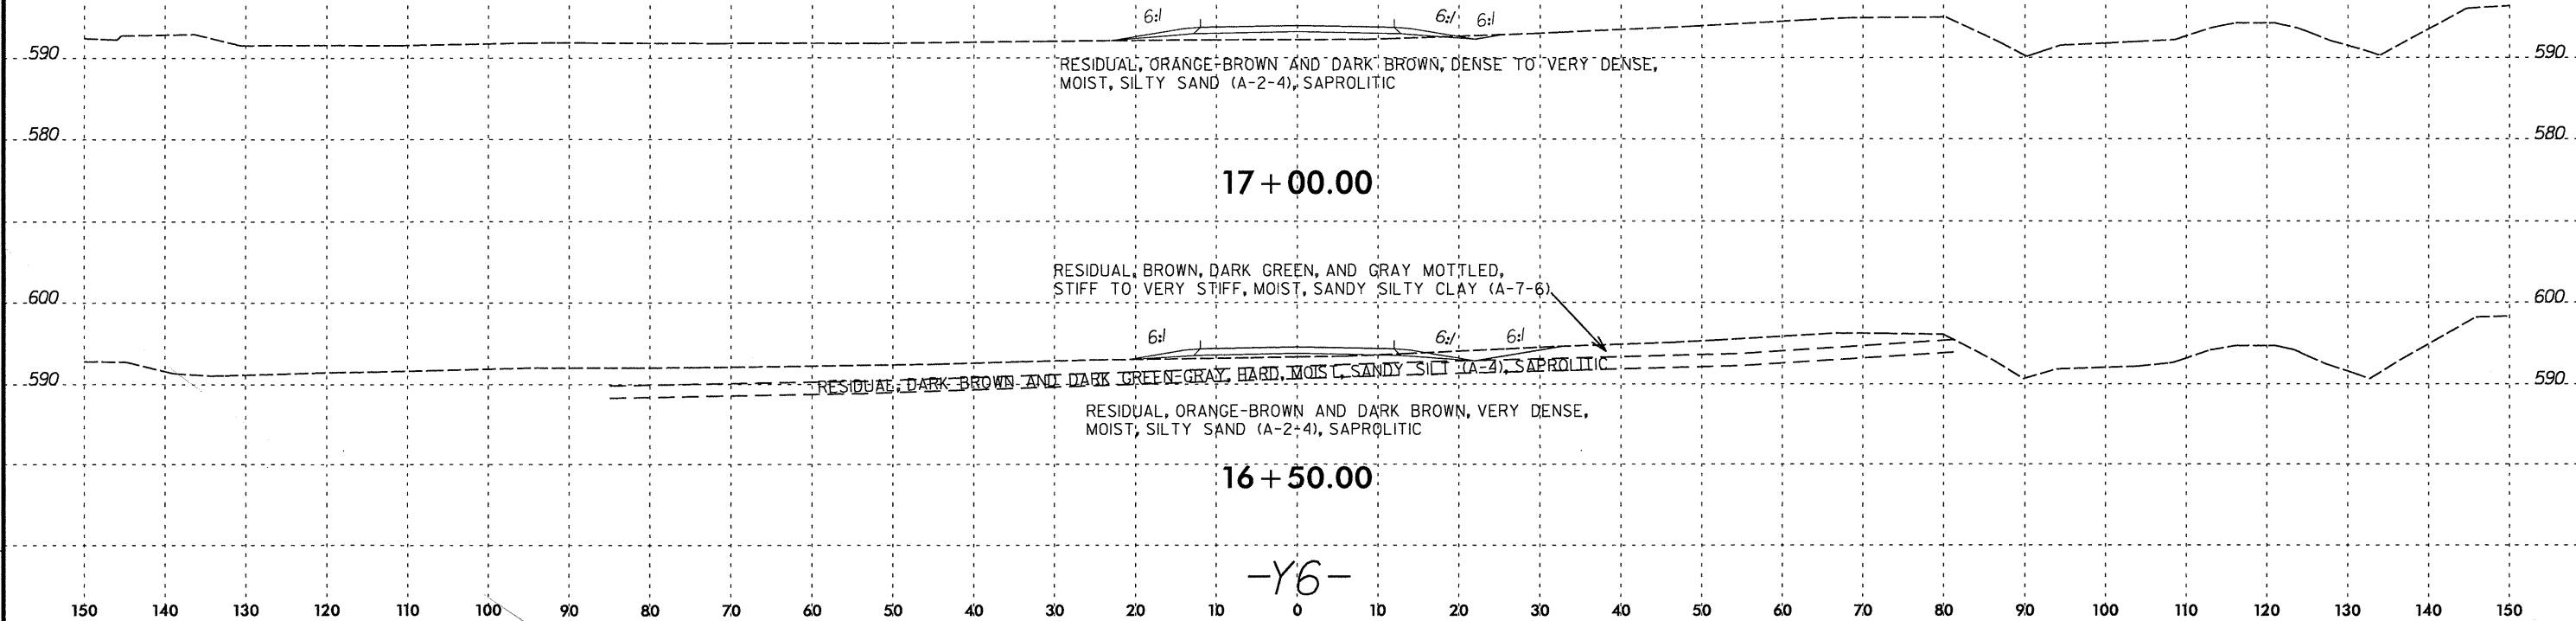 6:1 6:1 6:1
590 590
RESIDUAL, ORANGE-BROWN AND DARK BROWN, DENSE TO VERY DENSE,
MOIST, SILTY SAND (A-2-4), SAPROLITIC
580 580
17+00.00
RESIDUAL, BROWN, DARK GREEN, AND GRAY MOTTLED,
STIFF TO VERY STIFF, MOIST, SANDY SILTY CLAY (A-7-6)
600 600
6:1 6:1 6:1
RESIDUAL, DARK BROWN AND DARK GREEN-GRAY, HARD, MOIST, SANDY SILT (A-4), SAPROLITIC
590 590
RESIDUAL, ORANGE-BROWN AND DARK BROWN, VERY DENSE,
MOIST, SILTY SAND (A-2-4), SAPROLITIC
16+50.00
-Y6-
150 140 130 120 110 100 90 80 70 60 50 40 30 20 10 0 10 20 30 40 50 60 70 80 90 100 110 120 130 140 150